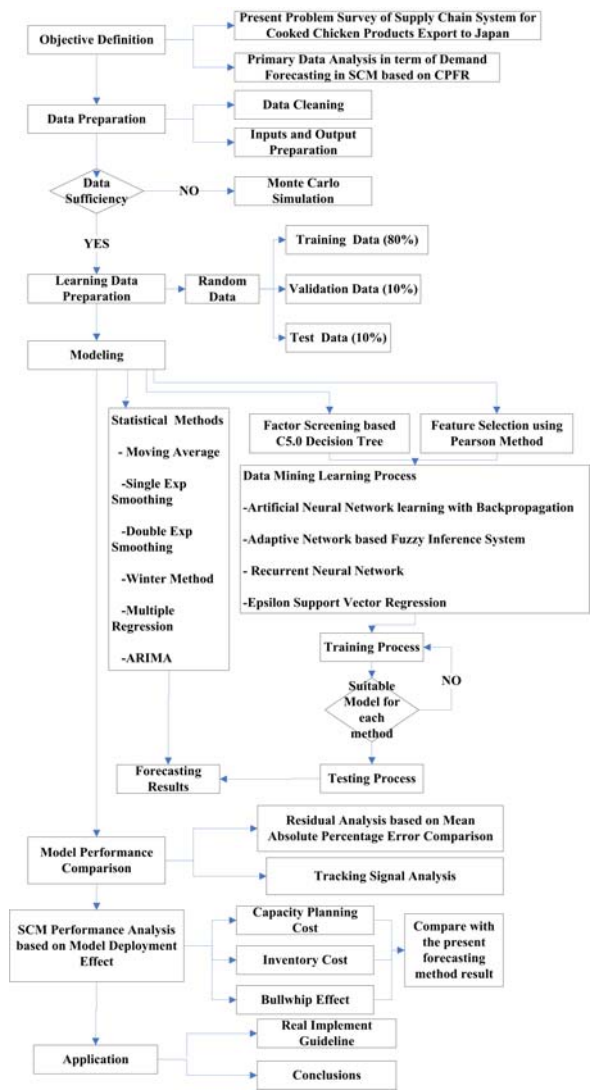 Objective Definition
Present Problem Survey of Supply Chain System for
Cooked Chicken Products Export to Japan
Primary Data Analysis in term of Demand
Forecasting in SCM based on CPFR
Data Preparation
Data Cleaning
Inputs and Output
Preparation
Data
Sufficiency
NO
Monte Carlo
Simulation
YES
Learning Data
Preparation
Random
Data
Training Data (80%)
Validation Data (10%)
Test Data (10%)
Modeling
Statistical Methods
- Moving Average
-Single Exp
Smoothing
-Double Exp
Smoothing
-Winter Method
-Multiple
Regression
-ARIMA
Factor Screening based
C5.0 Decision Tree
Feature Selection using
Pearson Method
Data Mining Learning Process
-Artificial Neural Network learning with Backpropagation
-Adaptive Network based Fuzzy Inference System
- Recurrent Neural Network
-Epsilon Support Vector Regression
Training Process
NO
Suitable
Model for
each
method
Testing Process
Forecasting
Results
Model Performance
Comparison
Residual Analysis based on Mean
Absolute Percentage Error Comparison
Tracking Signal Analysis
SCM Performance Analysis
based on Model Deployment
Effect
Capacity Planning
Cost
Inventory Cost
Bullwhip Effect
Compare with
the present
forecasting
method result
Application
Real Implement
Guideline
Conclusions